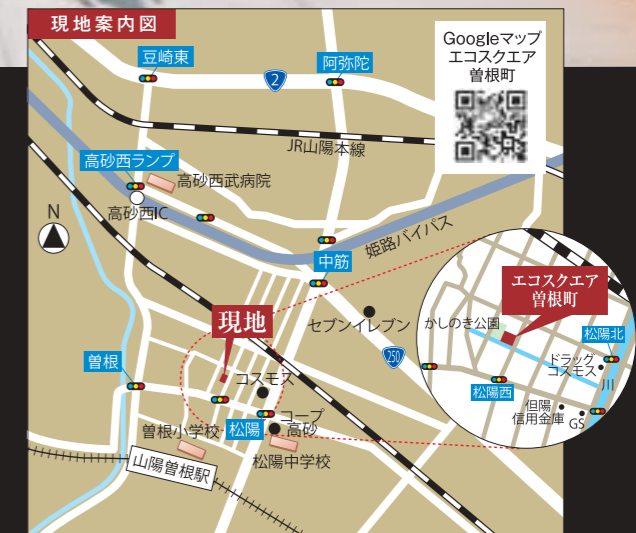 現地案内図
Googleマップ
エコスクエア
曽根町
豆崎東
2
阿弥陀
JR山陽本線
高砂西ランプ
高砂西武病院
高砂西IC
N
姫路バイパス
中筋
エコスクエア
曽根町
かしのき公園
現地
セブンイレブン
松陽北
250
ドラッグ
コスモス
川
曽根
コスモス
松陽西
但陽
信用金庫
GS
コープ
高砂
曽根小学校
松陽
松陽中学校
山陽曽根駅